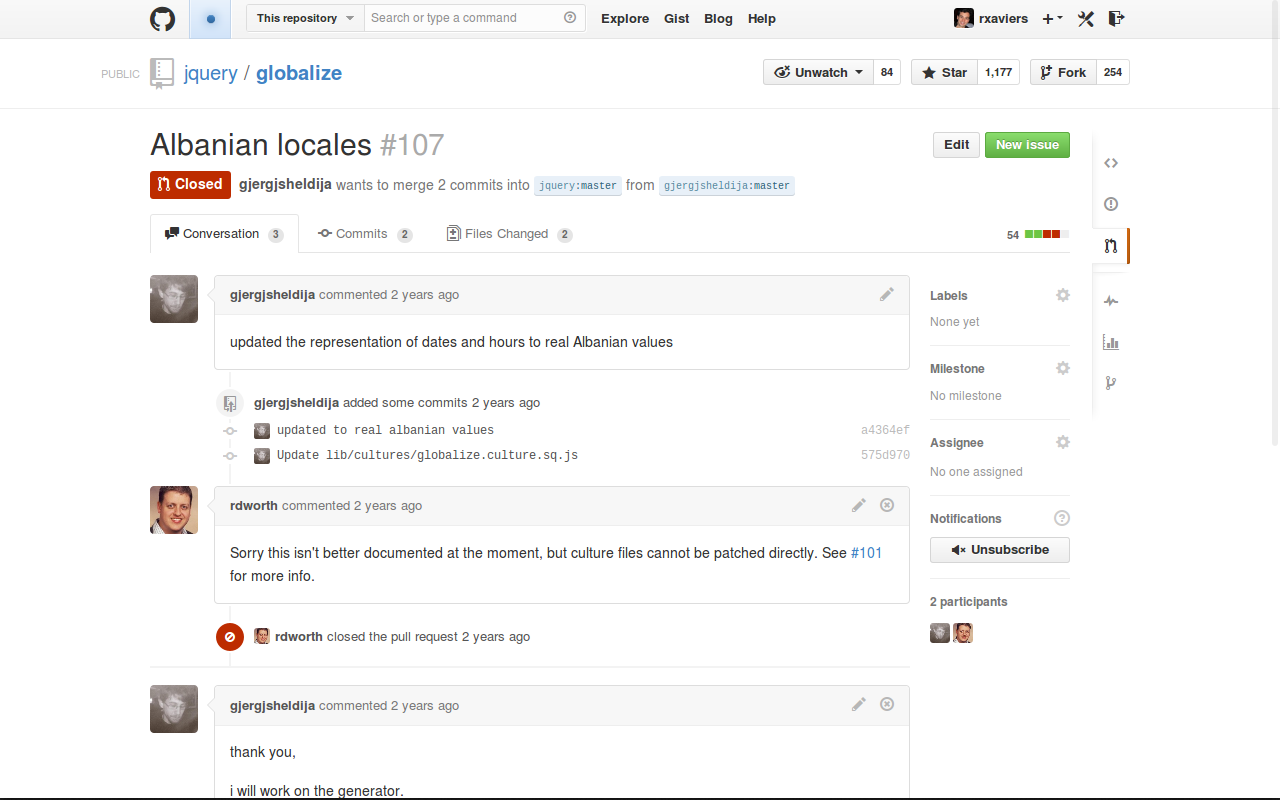 This repository
Search or type a command
Explore
Gist
Blog
Help
rxaviers
PUBLIC
jquery / globalize
Unwatch
84
Star
1,177
Fork
254
Albanian locales #107
Edit
New issue
Closed
gjergjsheldija wants to merge 2 commits into jquery:master from gjergjsheldija:master
Conversation 3
Commits 2
Files Changed 2
54
gjergjsheldija commented 2 years ago
updated the representation of dates and hours to real Albanian values
gjergjsheldija added some commits 2 years ago
updated to real albanian values a4364ef
Update lib/cultures/globalize.culture.sq.js 575d970
rdworth commented 2 years ago
Sorry this isn't better documented at the moment, but culture files cannot be patched directly. See #101
for more info.
rdworth closed the pull request 2 years ago
gjergjsheldija commented 2 years ago
thank you,
i will work on the generator.
Labels
None yet
Milestone
No milestone
Assignee
No one assigned
Notifications
Unsubscribe
2 participants